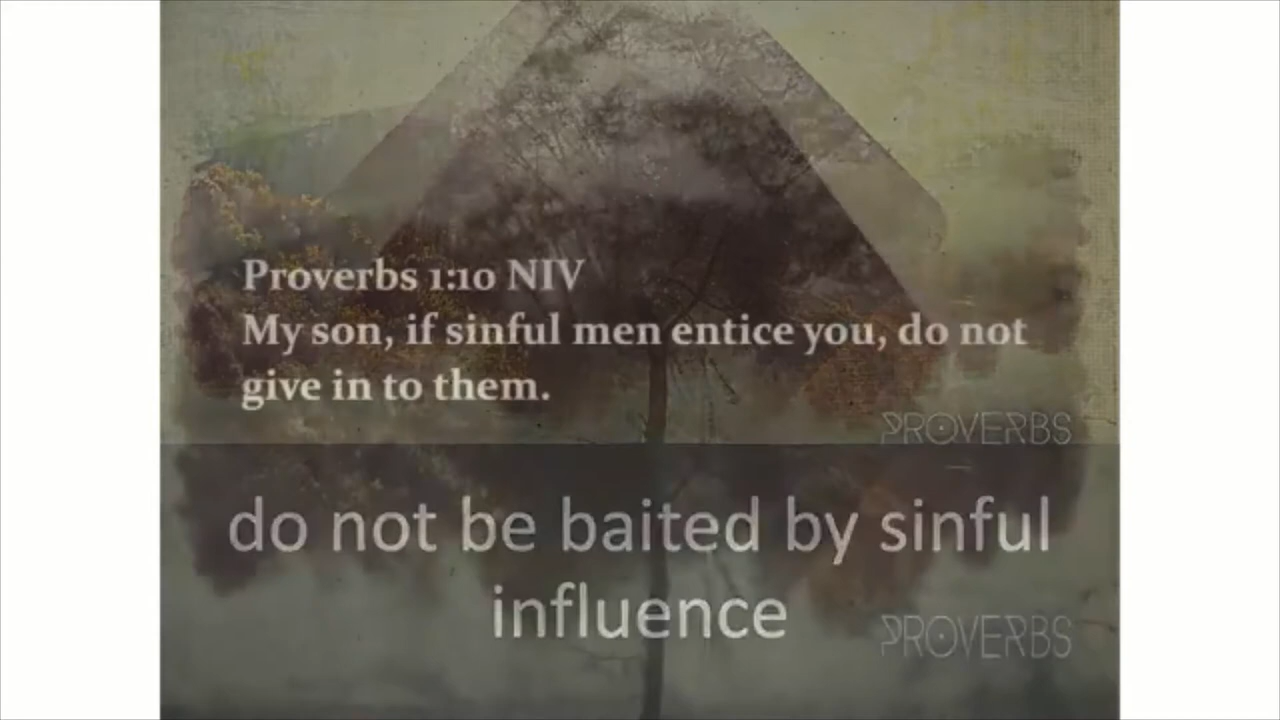 Proverbs 1:10 NIV
My son, if sinful men entice you, do not
give in to them.
PROVERBS
do not be baited by sinful
influence
PROVERBS